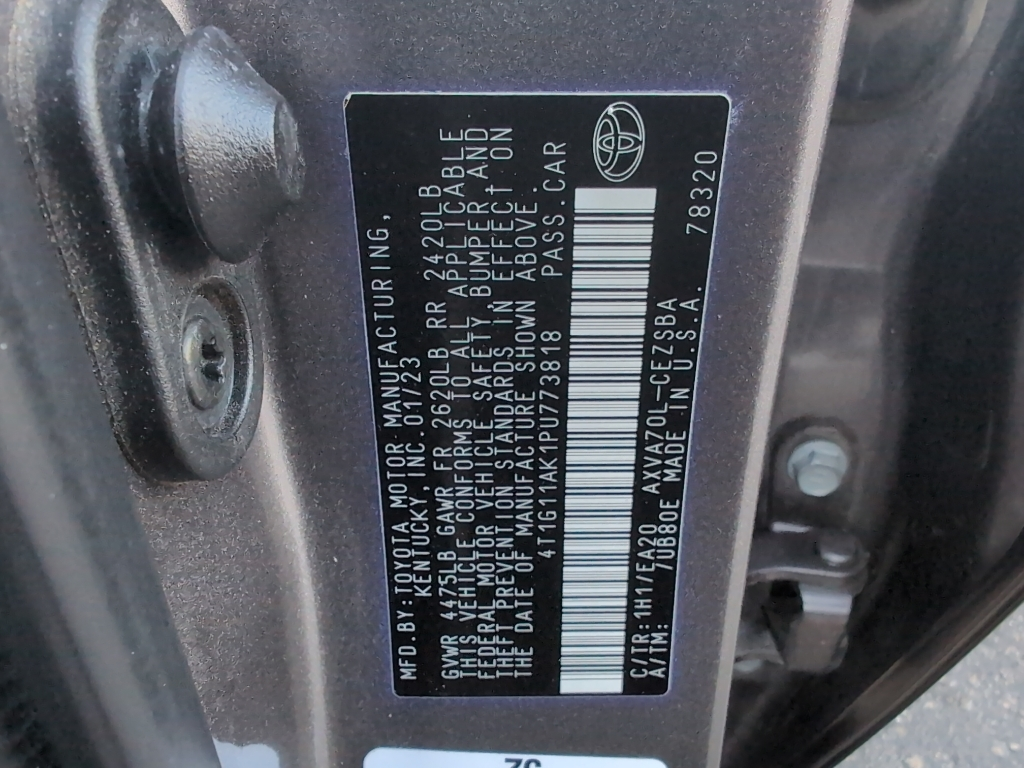 MFD.BY:TOYOTA MOTOR MANUFACTURING,
KENTUCKY, INC. 01/23
GVWR 4475LB GAWR FR 2620LB RR 2420LB
THIS VEHICLE CONFORMS TO ALL APPLICABLE
FEDERAL MOTOR VEHICLE SAFETY,BUMPER,AND
THEFT PREVENTION STANDARDS IN EFFECT ON
THE DATE OF MANUFACTURE SHOWN ABOVE.
4T1G11AK1PU773818 PASS.CAR
C/TR:1H1/EA20 AXVA70L-CEZSBA
A/TM: /UB80E MADE IN U.S.A. 78320